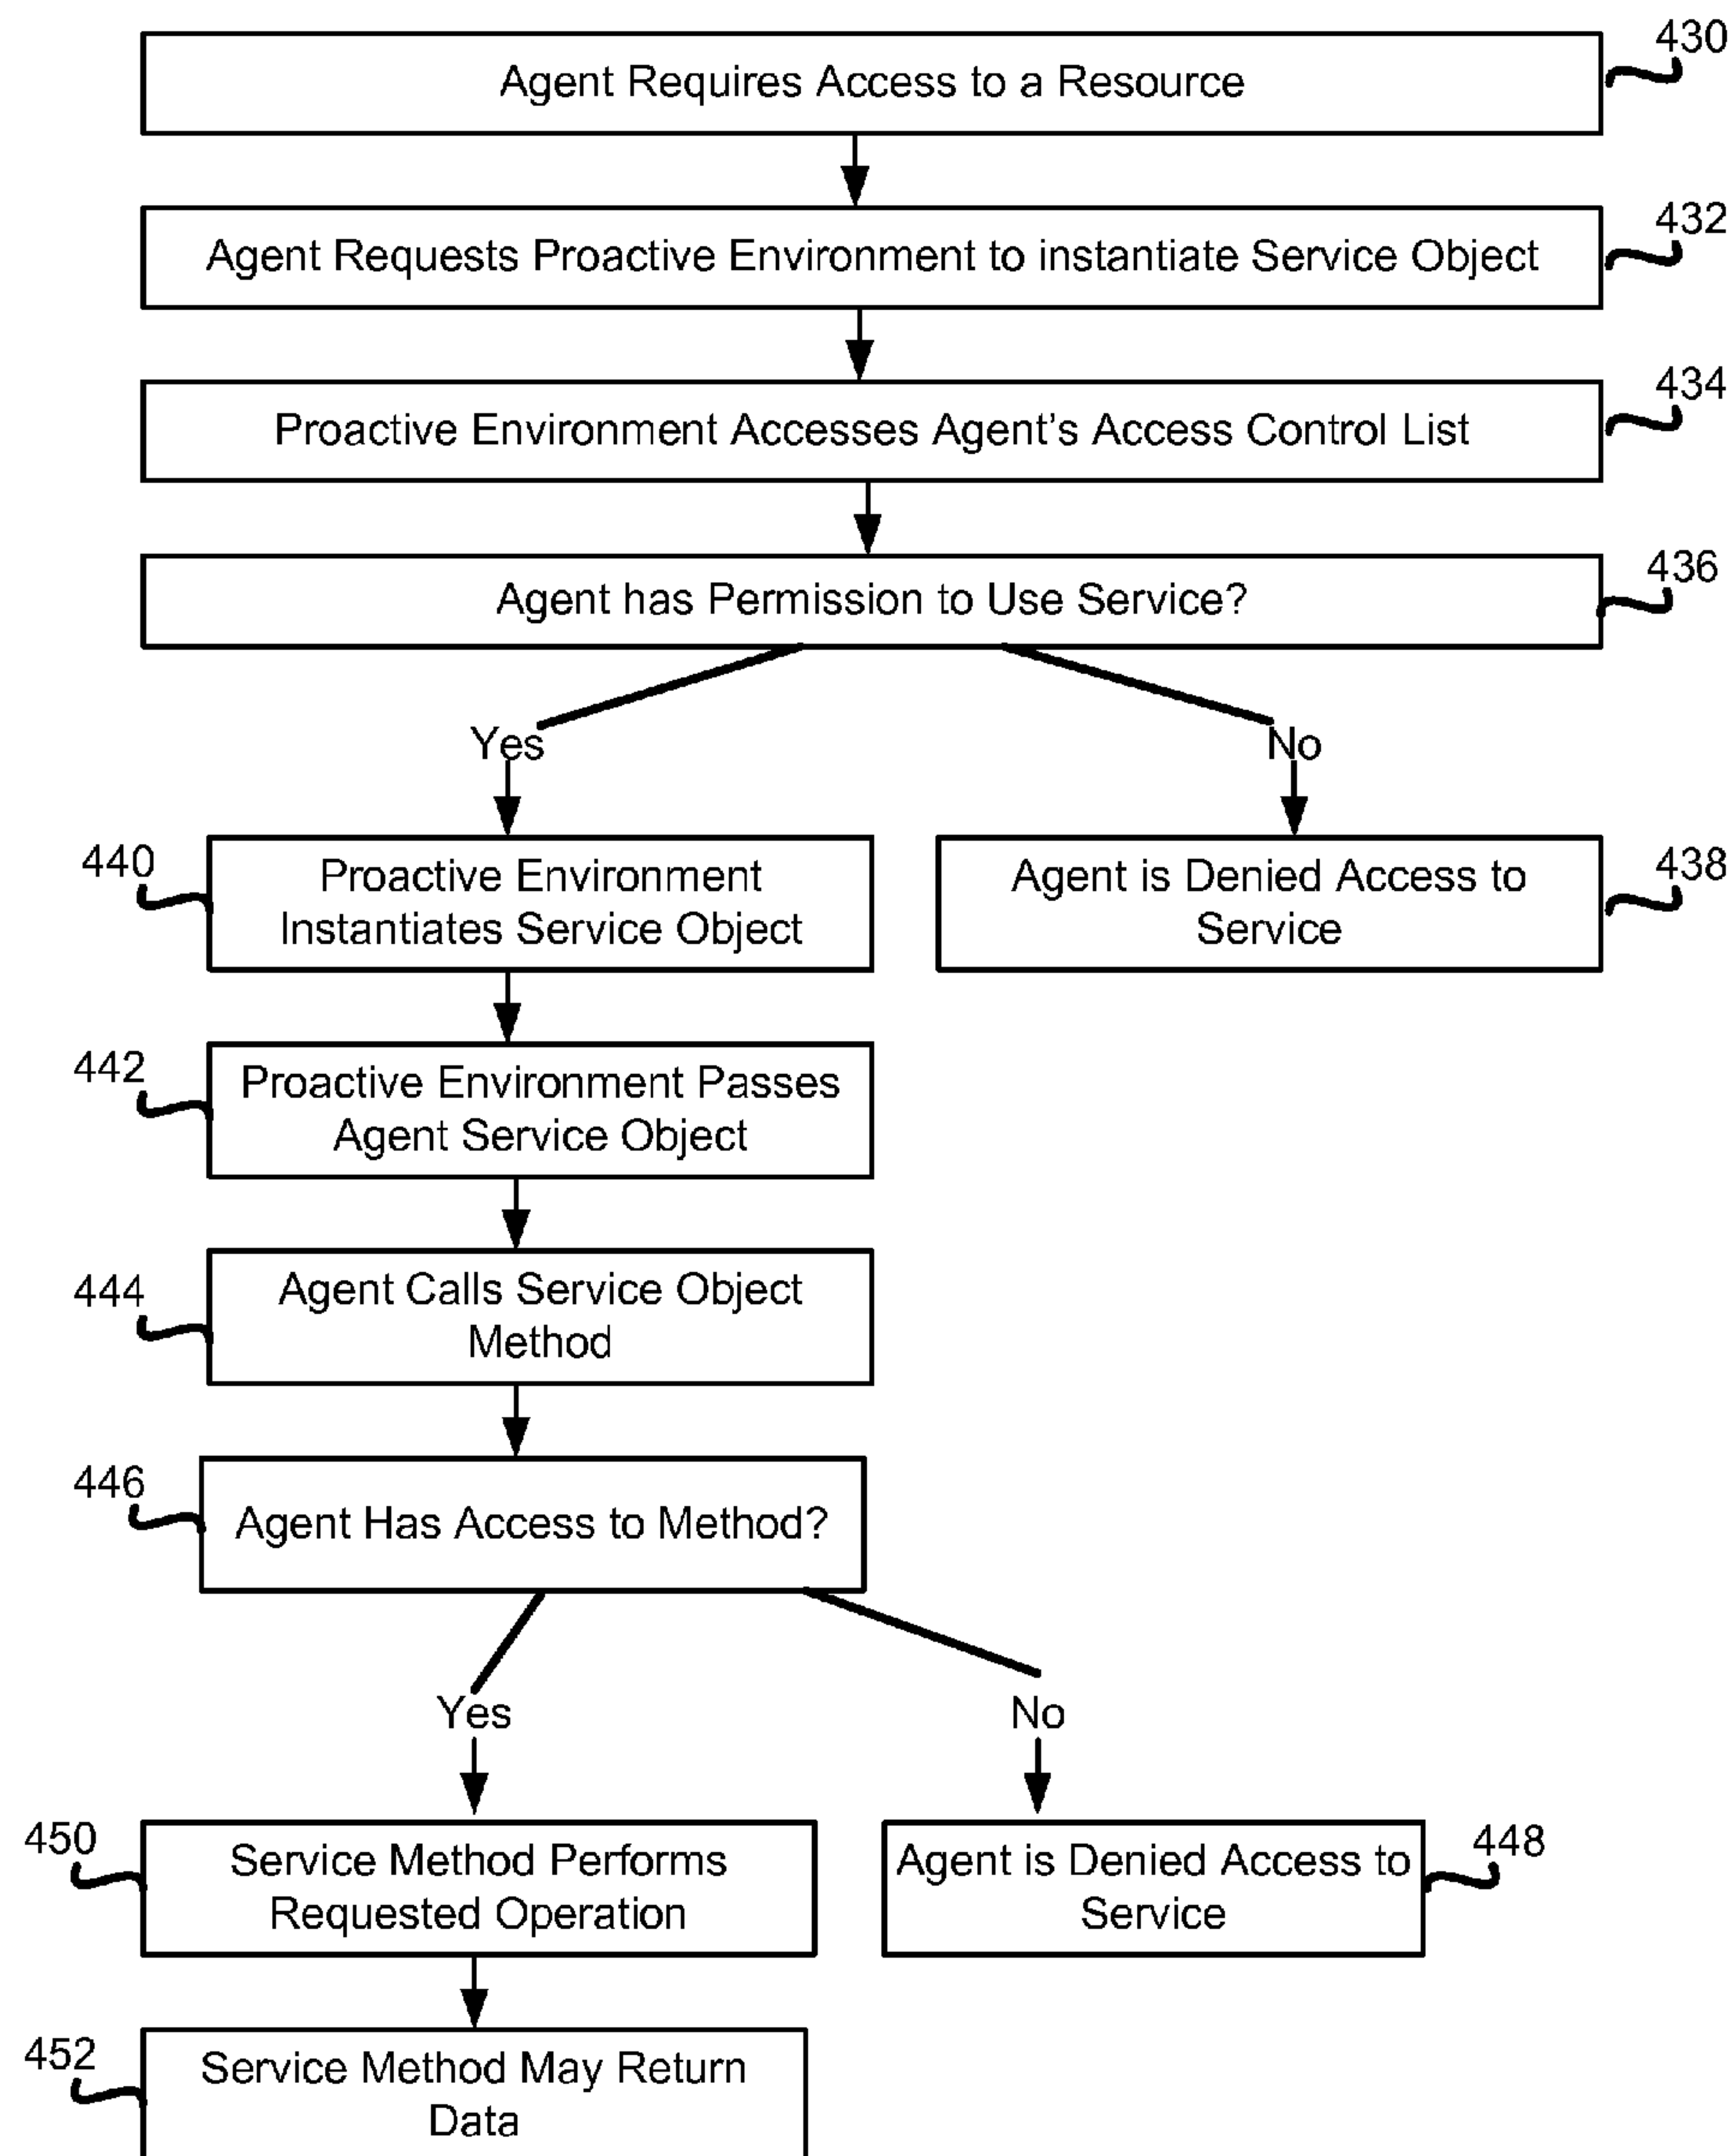 430
Agent Requires Access to a Resource
432
Agent Requests Proactive Environment to instantiate Service Object
434
Proactive Environment Accesses Agent's Access Control List
436
Agent has Permission to Use Service?
Yes
No
440
Proactive Environment
Instantiates Service Object
Agent is Denied Access to
Service
438
442
Proactive Environment Passes
Agent Service Object
444
Agent Calls Service Object
Method
446
Agent Has Access to Method?
Yes
No
450
Service Method Performs
Requested Operation
Agent is Denied Access to
Service
448
452
Service Method May Return
Data